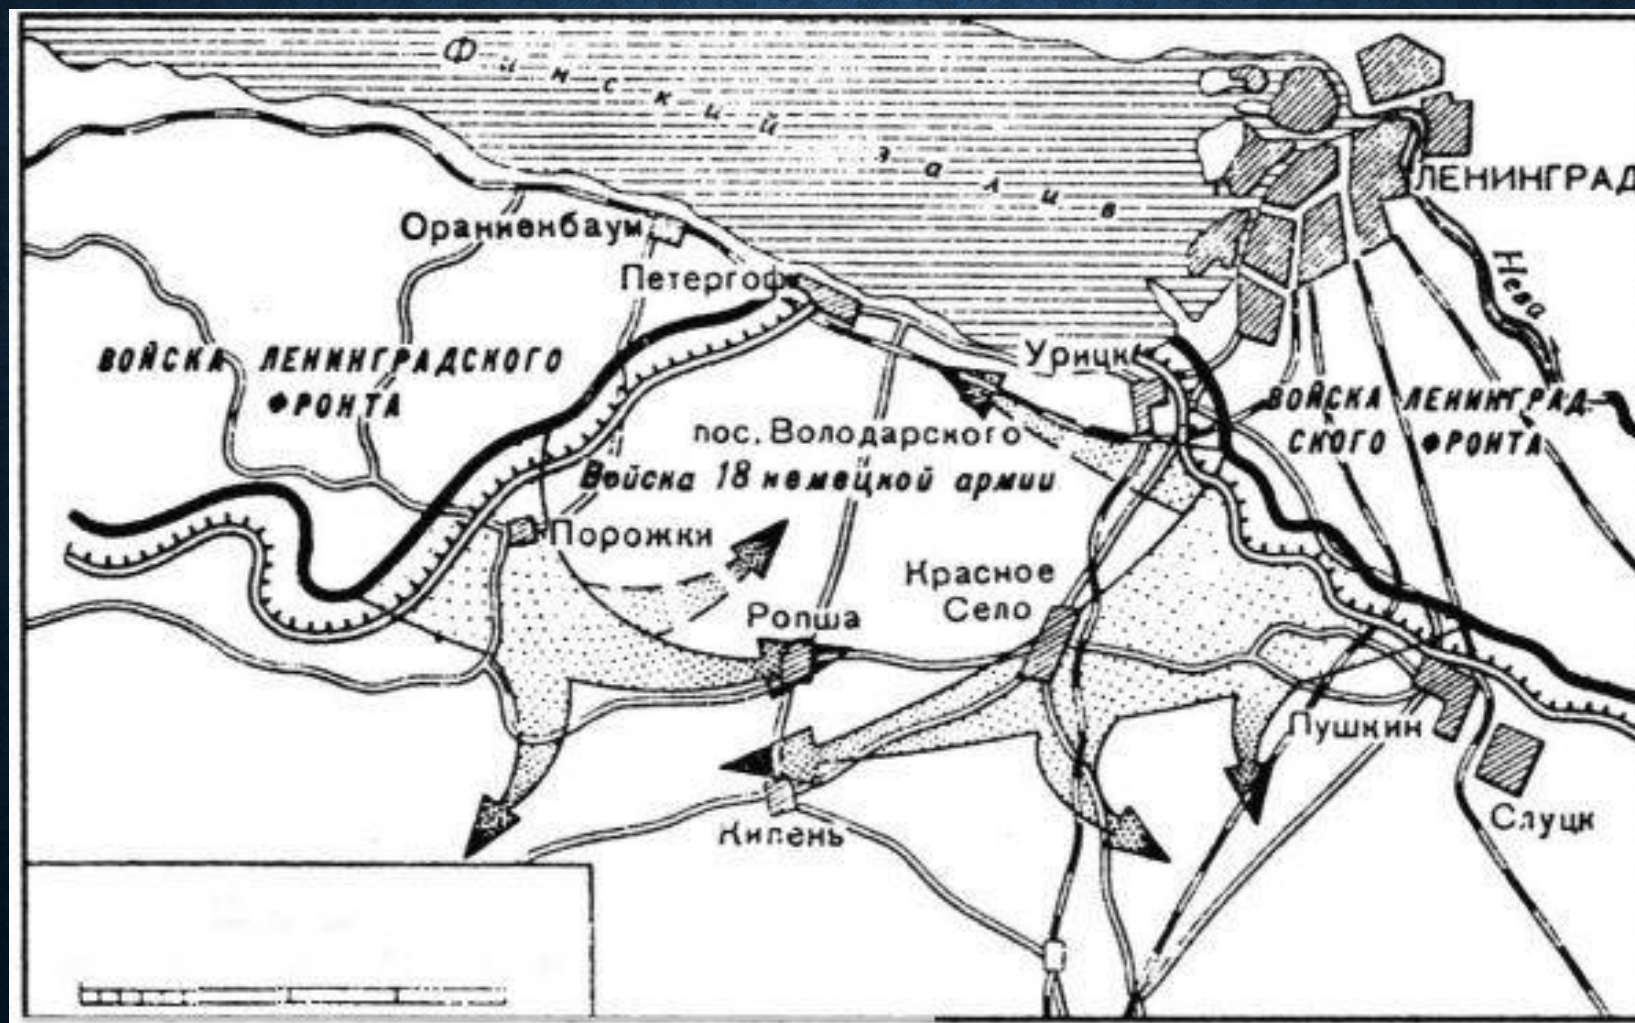 Финский залив
ЛЕНИНГРАД
Ораниенбаум
Петергоф
Нева
ВОЙСКА ЛЕНИНГРАДСКОГО
ФРОНТА
Урицк
ВОЙСКА ЛЕНИНГРАД-
СКОГО ФРОНТА
пос. Володарского
Войска 18 немецкой армии
Порожки
Красное
Село
Ропша
Пушкин
Слуцк
Кипень